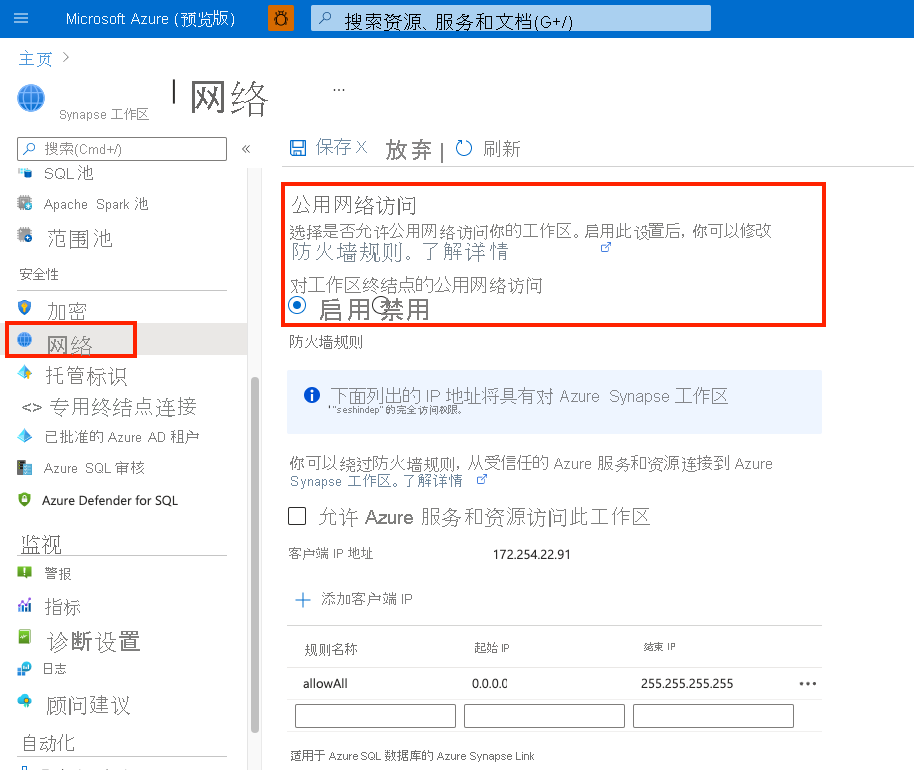 Microsoft Azure (预览版)
搜索资源、服务和文档(G+/)
主页 >
Synapse 工作区
| 网络
...
搜索(Cmd+/)
«
SQL 池
Apache Spark 池
范围池
安全性
加密
网络
托管标识
<> 专用终结点连接
已批准的 Azure AD 租户
Azure SQL 审核
Azure Defender for SQL
监视
警报
指标
诊断设置
日志
顾问建议
自动化
保存 X 放弃 | 刷新
公用网络访问
选择是否允许公用网络访问你的工作区。启用此设置后, 你可以修改
防火墙规则。了解详情
对工作区终结点的公用网络访问
启用 禁用
防火墙规则
下面列出的 IP 地址将具有对 Azure Synapse 工作区
'"seshindep" 的完全访问权限。
你可以绕过防火墙规则, 从受信任的 Azure 服务和资源连接到 Azure
Synapse 工作区。了解详情
允许 Azure 服务和资源访问此工作区
客户端 IP 地址 172.254.22.91
+ 添加客户端 IP
规则名称 起始 IP 结束 IP
allowAll 0.0.0.0 255.255.255.255 •••
适用于 Azure SQL 数据库的 Azure Synapse Link